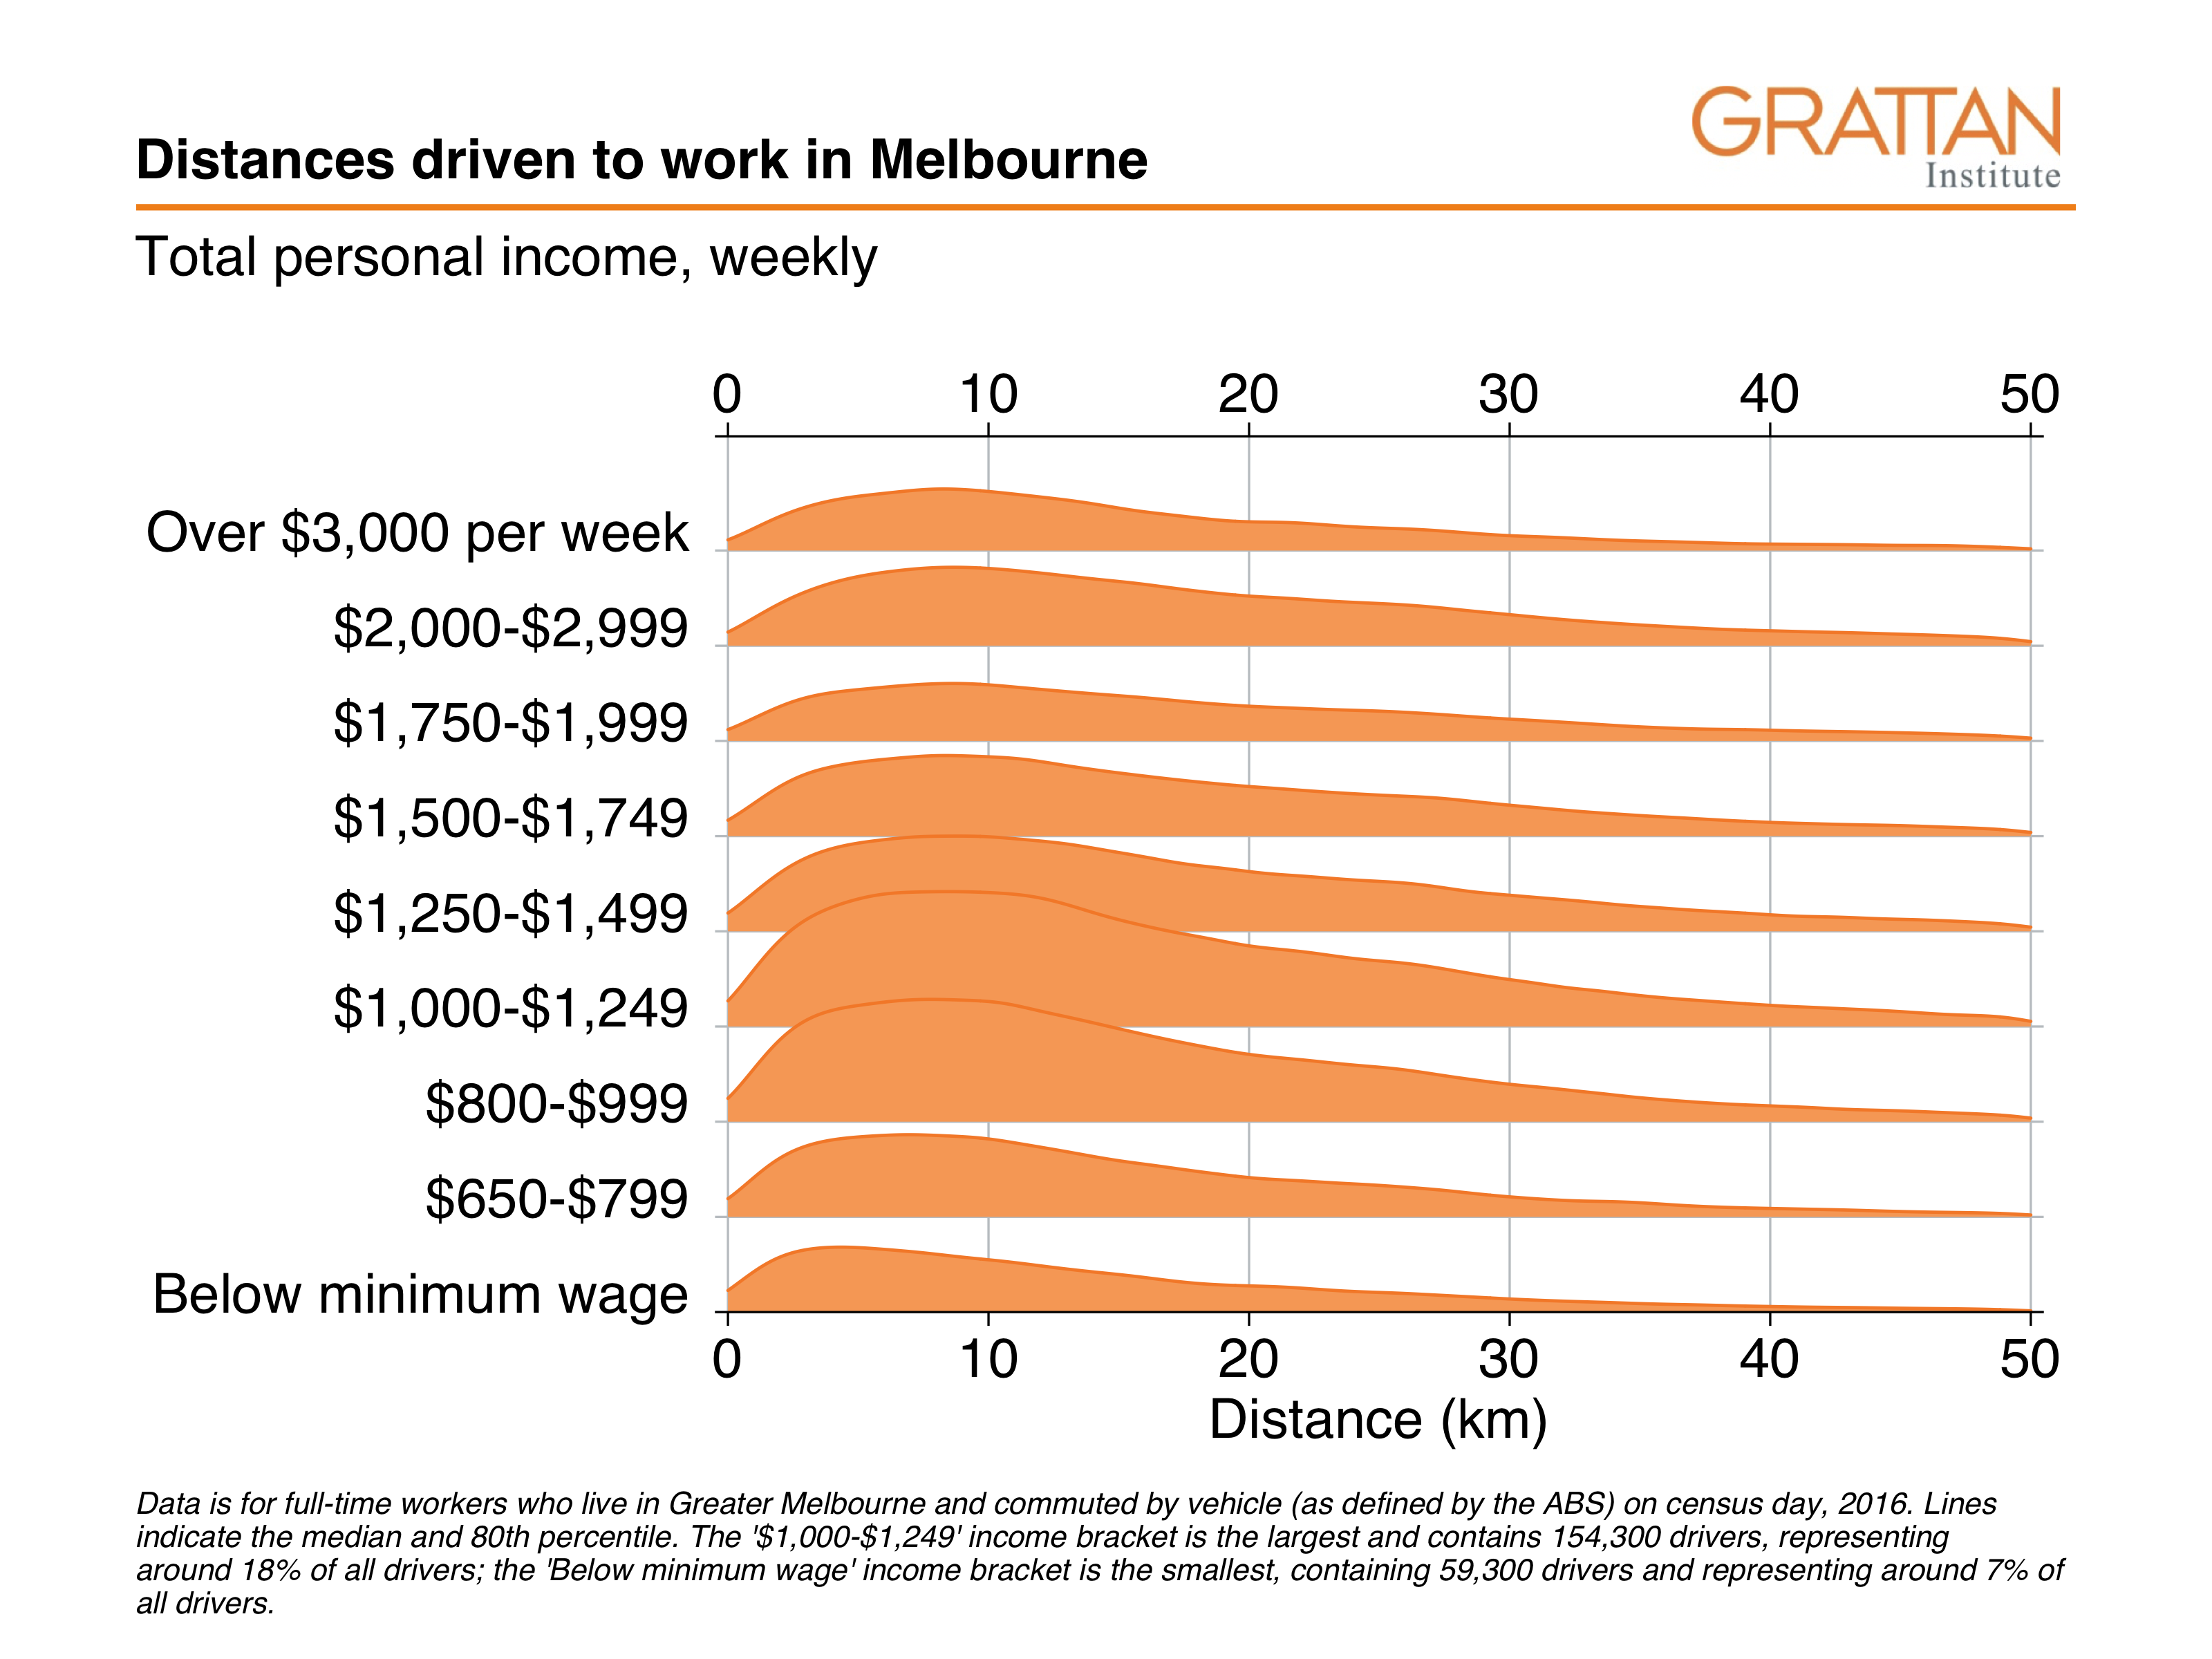 GRATTAN
Institute
Distances driven to work in Melbourne
Total personal income, weekly
0 10 20 30 40 50
Over $3,000 per week
$2,000-$2,999
$1,750-$1,999
$1,500-$1,749
$1,250-$1,499
$1,000-$1,249
$800-$999
$650-$799
Below minimum wage
0 10 20 30 40 50
Distance (km)
Data is for full-time workers who live in Greater Melbourne and commuted by vehicle (as defined by the ABS) on census day, 2016. Lines
indicate the median and 80th percentile. The '$1,000-$1,249' income bracket is the largest and contains 154,300 drivers, representing
around 18% of all drivers; the 'Below minimum wage' income bracket is the smallest, containing 59,300 drivers and representing around 7% of
all drivers.